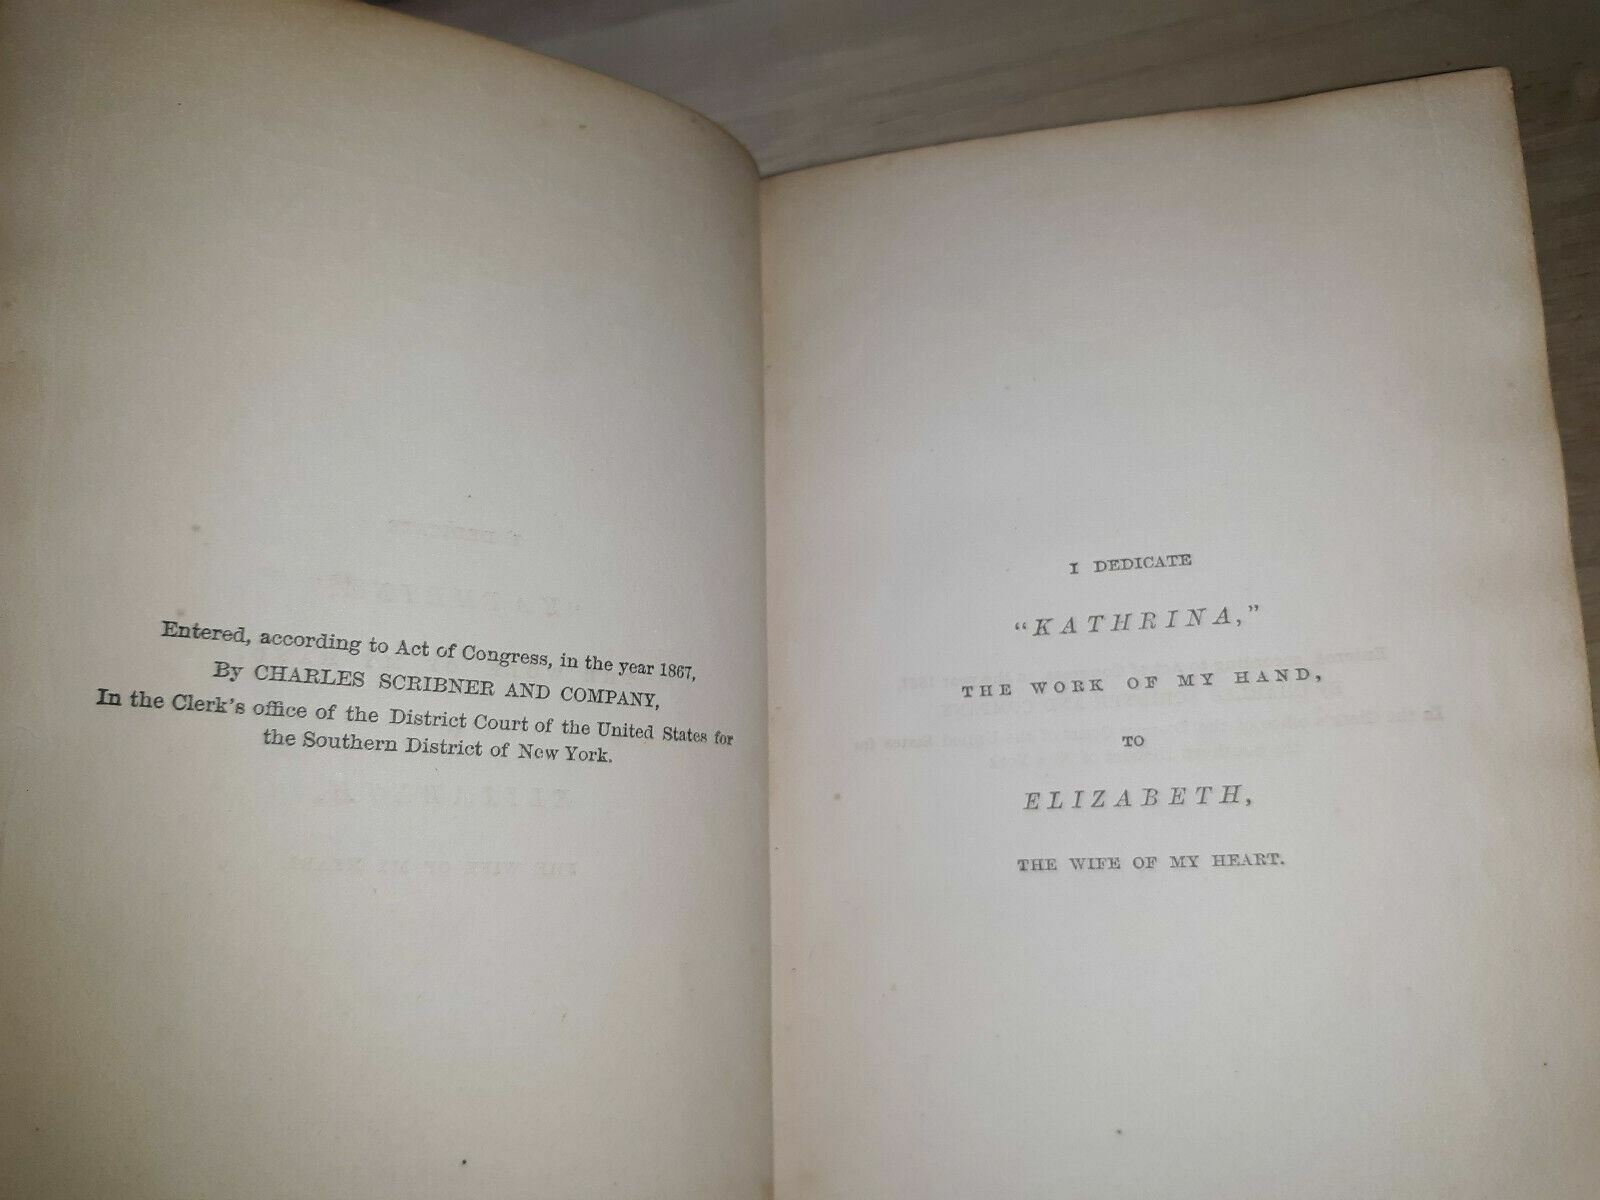 Entered, according to Act of Congress, in the year 1867,
By CHARLES SCRIBNER AND COMPANY,
In the Clerk's office of the District Court of the United States for
the Southern District of New York.
I DEDICATE
"KATHRINA,"
THE WORK OF MY HAND,
TO
ELIZABETH,
THE WIFE OF MY HEART.